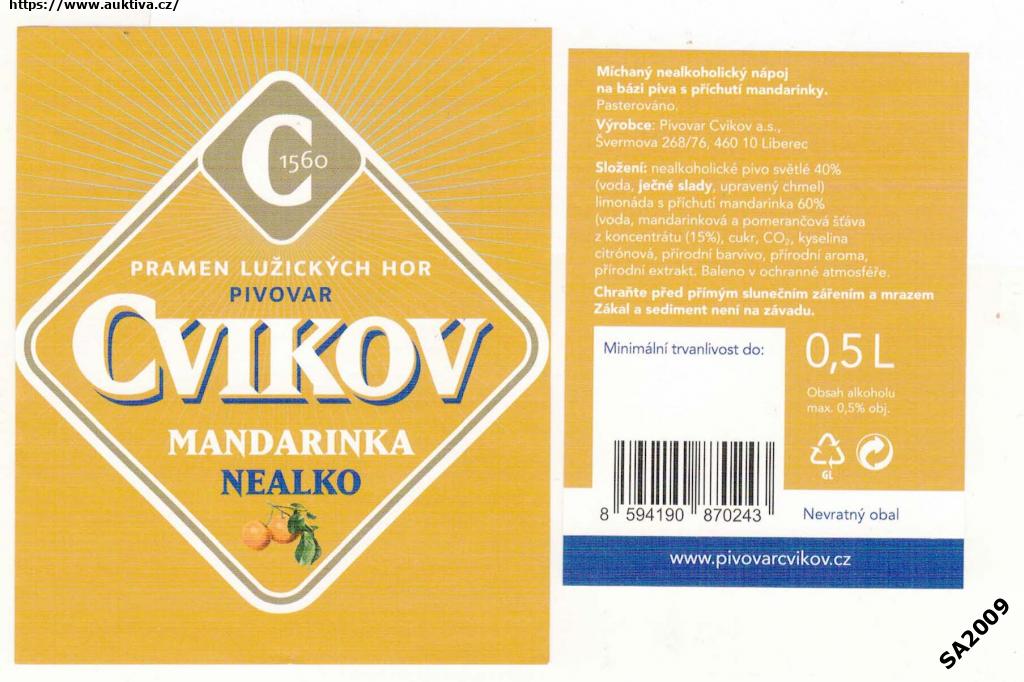 https://www.auktiva.cz/
C
1560
PRAMEN LUŽICKÝCH HOR
PIVOVAR
CVIKOV
MANDARINKA
NEALKO
Míchaný nealkoholický nápoj
na bázi piva s příchutí mandarinky.
Pasterováno.
Výrobce: Pivovar Cvikov a.s.,
Švermova 268/76, 460 10 Liberec
Složení: nealkoholické pivo světlé 40%
(voda, ječné slady, upravený chmel)
limonáda s příchutí mandarinka 60%
(voda, mandarinková a pomerančová šťáva
z koncentrátu (15%), cukr, CO₂, kyselina
citrónová, přírodní barvivo, přírodní aroma,
přírodní extrakt. Baleno v ochranné atmosféře.
Chraňte před přímým slunečním zářením a mrazem
Zákal a sediment není na závadu.
Minimální trvanlivost do:
0,5 L
Obsah alkoholu
max. 0,5% obj.
GL
8 594190 870243
Nevratný obal
www.pivovarcvikov.cz
SA2009